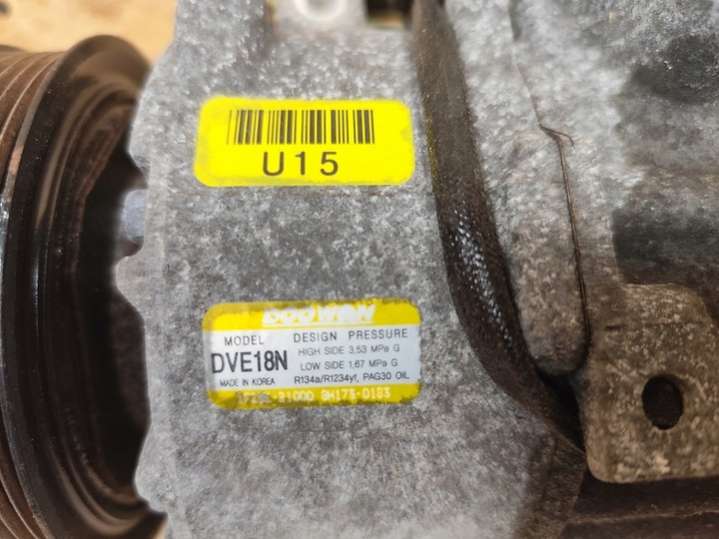 U15
DOOWON
MODEL
DVE18N
MADE IN KOREA
DESIGN PRESSURE
HIGH SIDE 3,53 MPa G
LOW SIDE 1,67 MPa G
R134a/R1234yf, PAG30 OIL